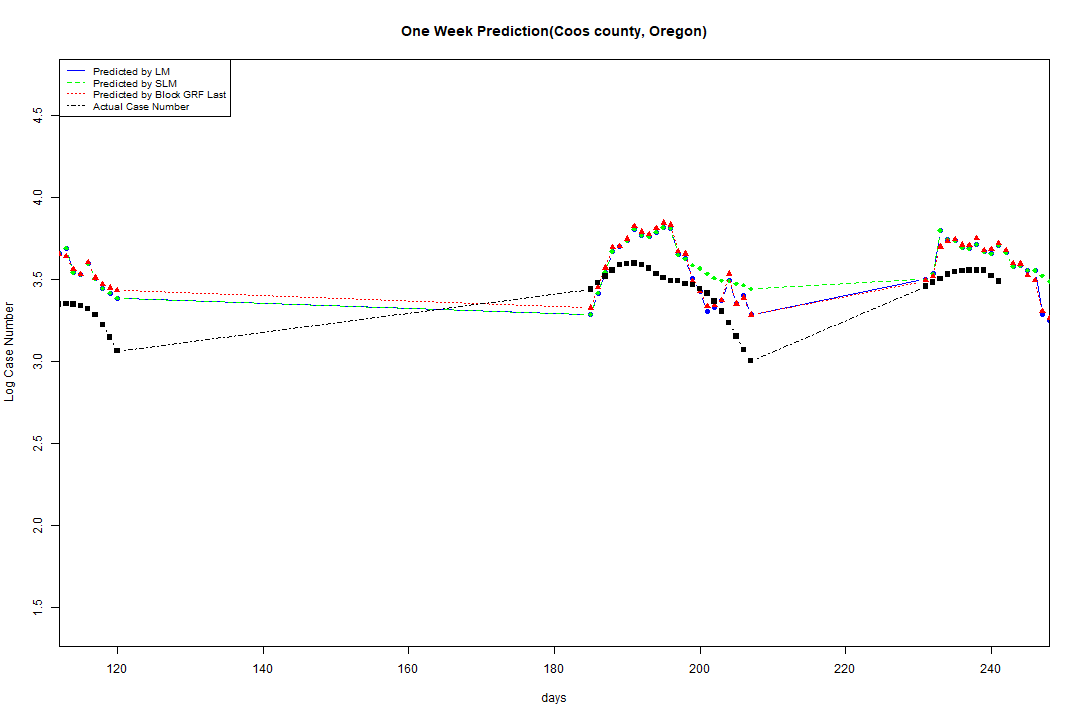 One Week Prediction(Coos county, Oregon)
Predicted by LM
Predicted by SLM
Predicted by Block GRF Last
Actual Case Number
Log Case Number
4.5
4.0
3.5
3.0
2.5
2.0
1.5
120 140 160 180 200 220 240
days